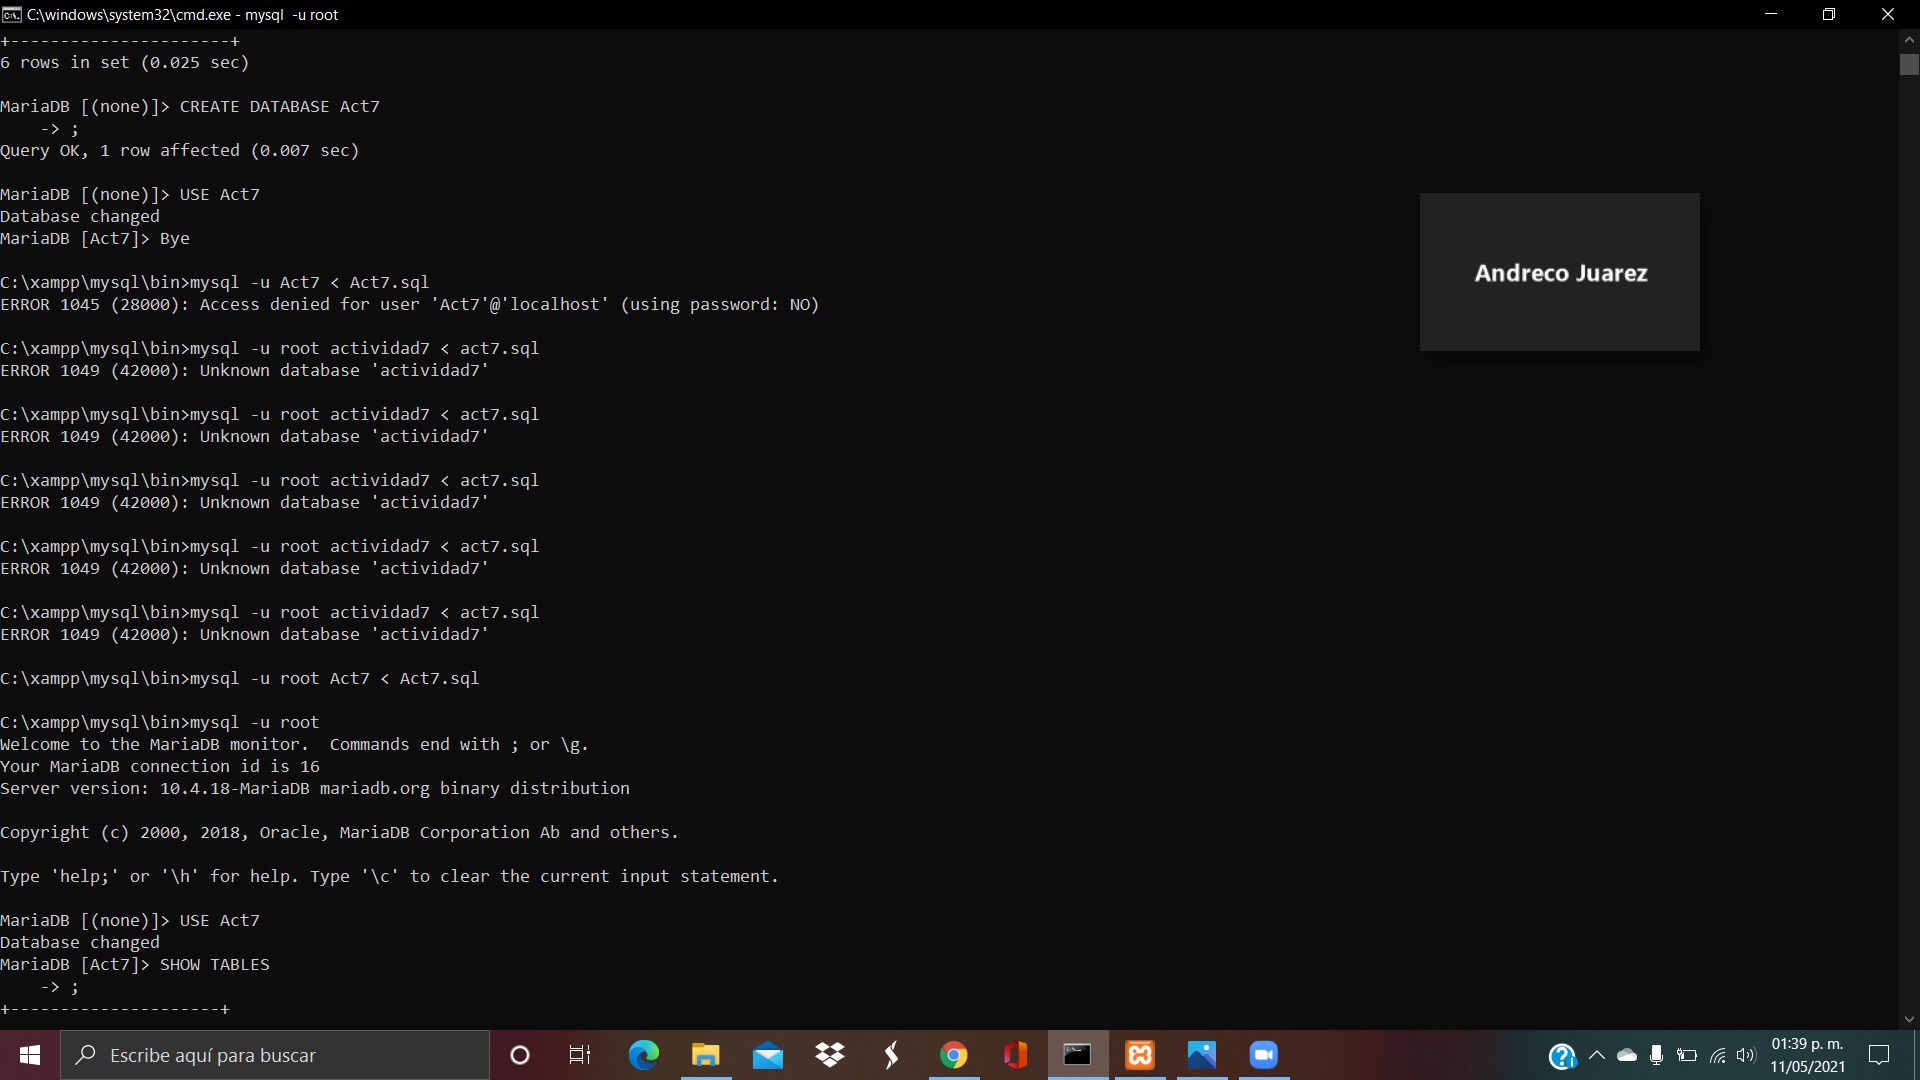 C:\windows\system32\cmd.exe - mysql  -u root
+----------------------+
6 rows in set (0.025 sec)
MariaDB [(none)]> CREATE DATABASE Act7
    -> ;
Query OK, 1 row affected (0.007 sec)
MariaDB [(none)]> USE Act7
Database changed
MariaDB [Act7]> Bye
C:\xampp\mysql\bin>mysql -u Act7 < Act7.sql
ERROR 1045 (28000): Access denied for user 'Act7'@'localhost' (using password: NO)
C:\xampp\mysql\bin>mysql -u root actividad7 < act7.sql
ERROR 1049 (42000): Unknown database 'actividad7'
C:\xampp\mysql\bin>mysql -u root actividad7 < act7.sql
ERROR 1049 (42000): Unknown database 'actividad7'
C:\xampp\mysql\bin>mysql -u root actividad7 < act7.sql
ERROR 1049 (42000): Unknown database 'actividad7'
C:\xampp\mysql\bin>mysql -u root actividad7 < act7.sql
ERROR 1049 (42000): Unknown database 'actividad7'
C:\xampp\mysql\bin>mysql -u root actividad7 < act7.sql
ERROR 1049 (42000): Unknown database 'actividad7'
C:\xampp\mysql\bin>mysql -u root Act7 < Act7.sql
C:\xampp\mysql\bin>mysql -u root
Welcome to the MariaDB monitor.  Commands end with ; or \g.
Your MariaDB connection id is 16
Server version: 10.4.18-MariaDB mariadb.org binary distribution
Copyright (c) 2000, 2018, Oracle, MariaDB Corporation Ab and others.
Type 'help;' or '\h' for help. Type '\c' to clear the current input statement.
MariaDB [(none)]> USE Act7
Database changed
MariaDB [Act7]> SHOW TABLES
    -> ;
+---------------------+
Andreco Juarez
Escribe aquí para buscar
01:39 p. m.
11/05/2021